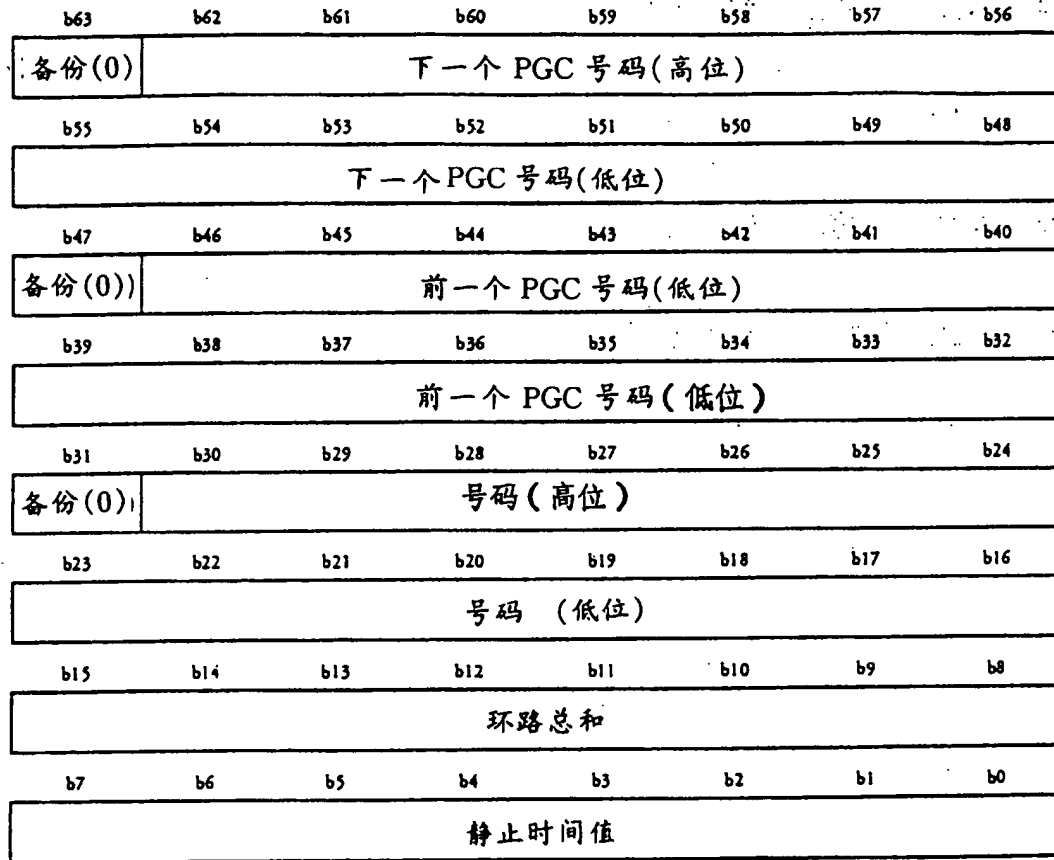 b63 b62 b61 b60 b59 b58 b57 b56
备份(0) 下一个 PGC 号码(高位)
b55 b54 b53 b52 b51 b50 b49 b48
下一个 PGC 号码(低位)
b47 b46 b45 b44 b43 b42 b41 b40
备份(0)) 前一个 PGC 号码(低位)
b39 b38 b37 b36 b35 b34 b33 b32
前一个 PGC 号码(低位)
b31 b30 b29 b28 b27 b26 b25 b24
备份(0) 号码(高位)
b23 b22 b21 b20 b19 b18 b17 b16
号码 (低位)
b15 b14 b13 b12 b11 b10 b9 b8
环路总和
b7 b6 b5 b4 b3 b2 b1 b0
静止时间值